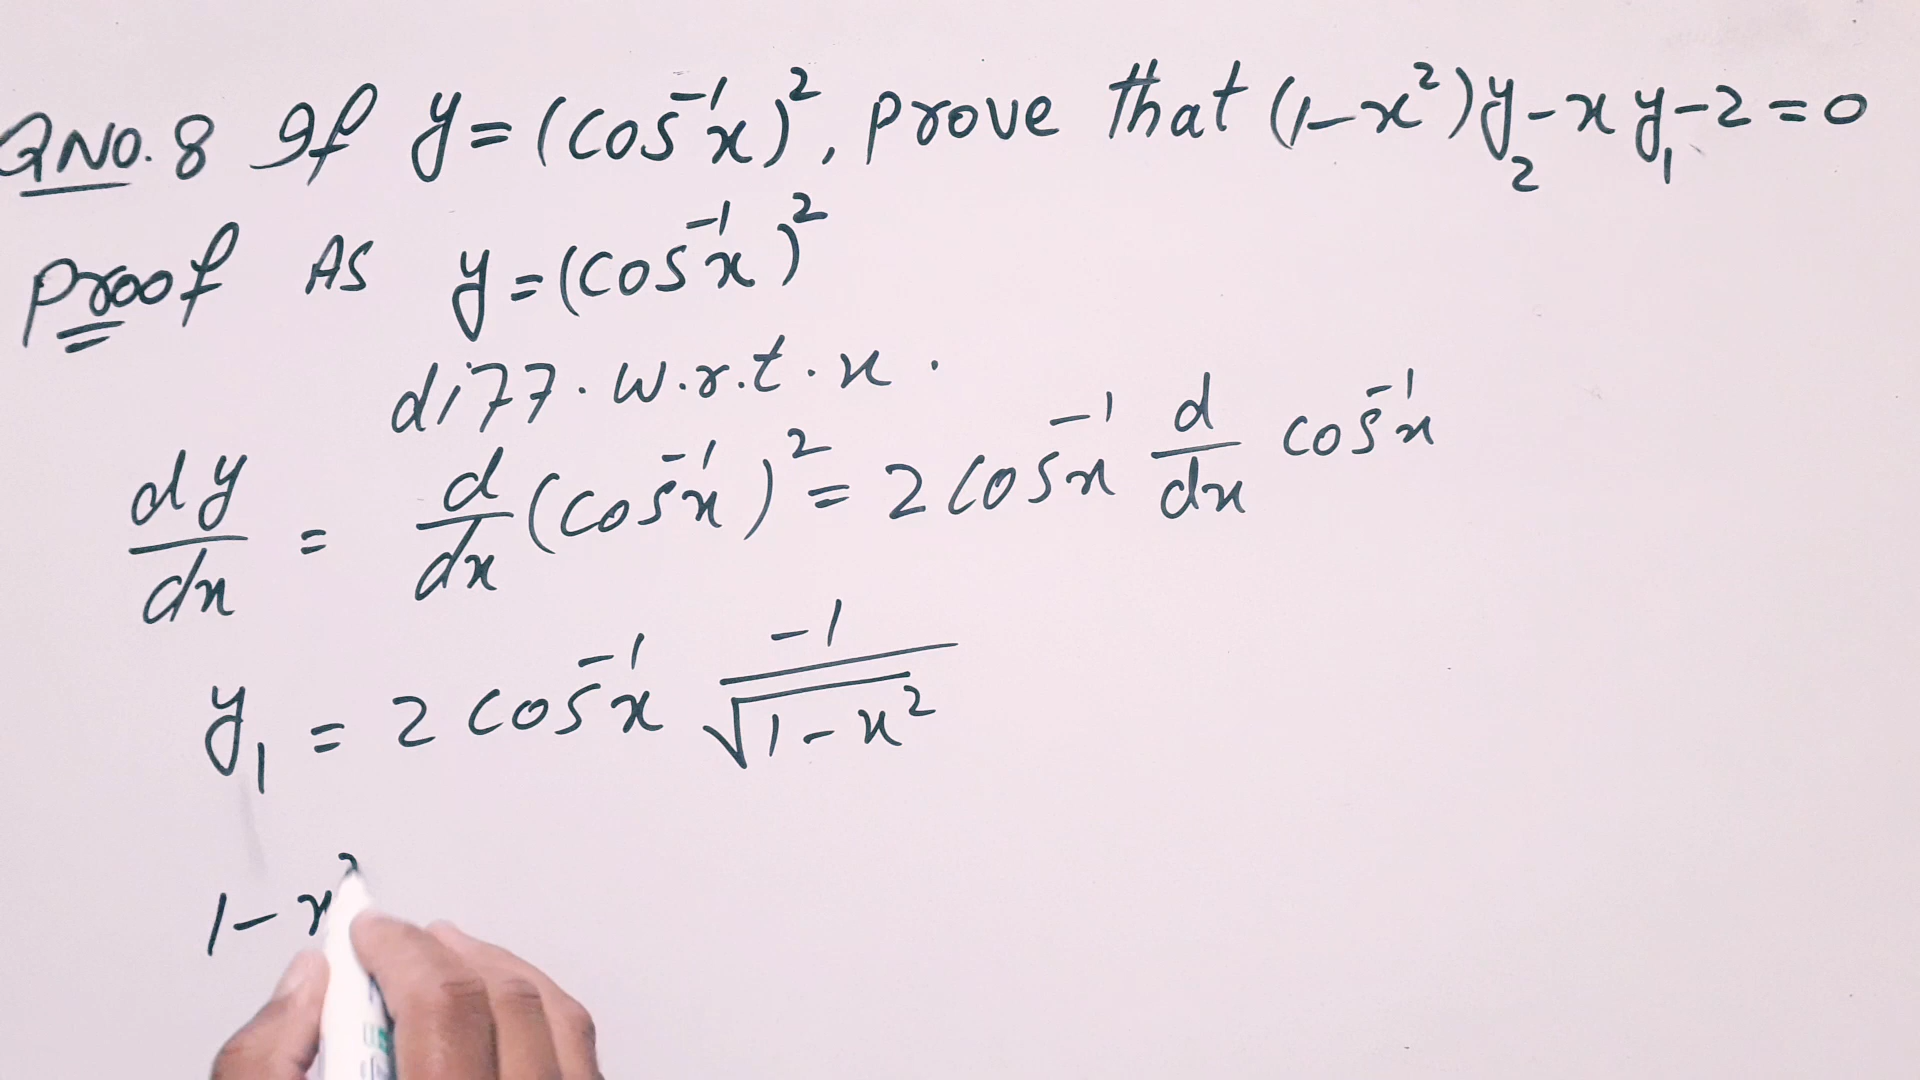 QNO. 8 If y = (cos⁻¹x)², prove that (1-x²)y₂-xy₁-2=0
Proof As y=(cos⁻¹x)²
diff. w.r.t. x.
dy/dx = d/dx (cos⁻¹x)² = 2 cos⁻¹x d/dx cos⁻¹x
y₁ = 2 cos⁻¹x -1/√1-x²
1-x²